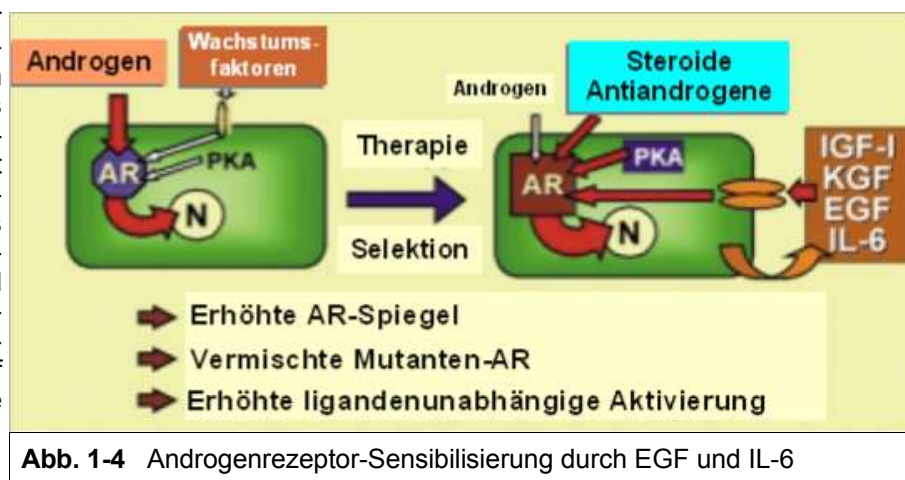 Androgen
Wachstums-
faktoren
AR
PKA
N
Therapie
Selektion
Androgen
Steroide
Antiandrogene
PKA
AR
N
IGF-I
KGF
EGF
IL-6
Erhöhte AR-Spiegel
Vermischte Mutanten-AR
Erhöhte ligandenunabhängige Aktivierung
Abb. 1-4 Androgenrezeptor-Sensibilisierung durch EGF und IL-6